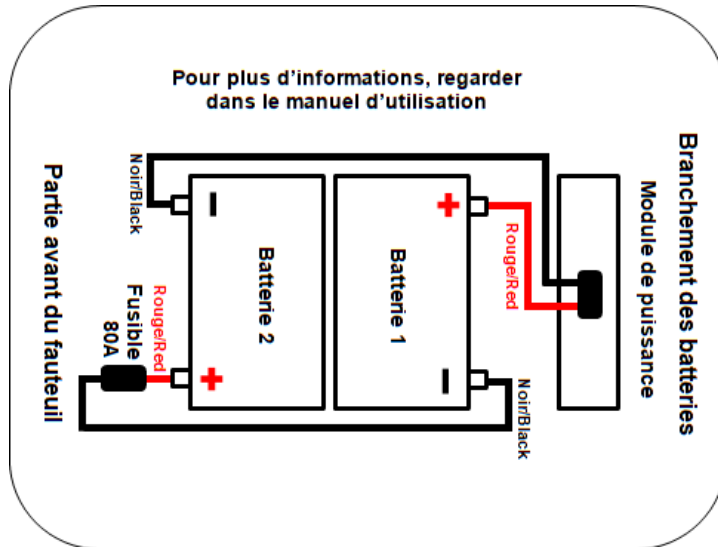 Pour plus d'informations, regarder
dans le manuel d'utilisation
Branchement des batteries
Module de puissance
Rouge/Red
Noir/Black
+
Batterie 1
−
−
Batterie 2
+
Noir/Black
Rouge/Red
Fusible
80A
Partie avant du fauteuil